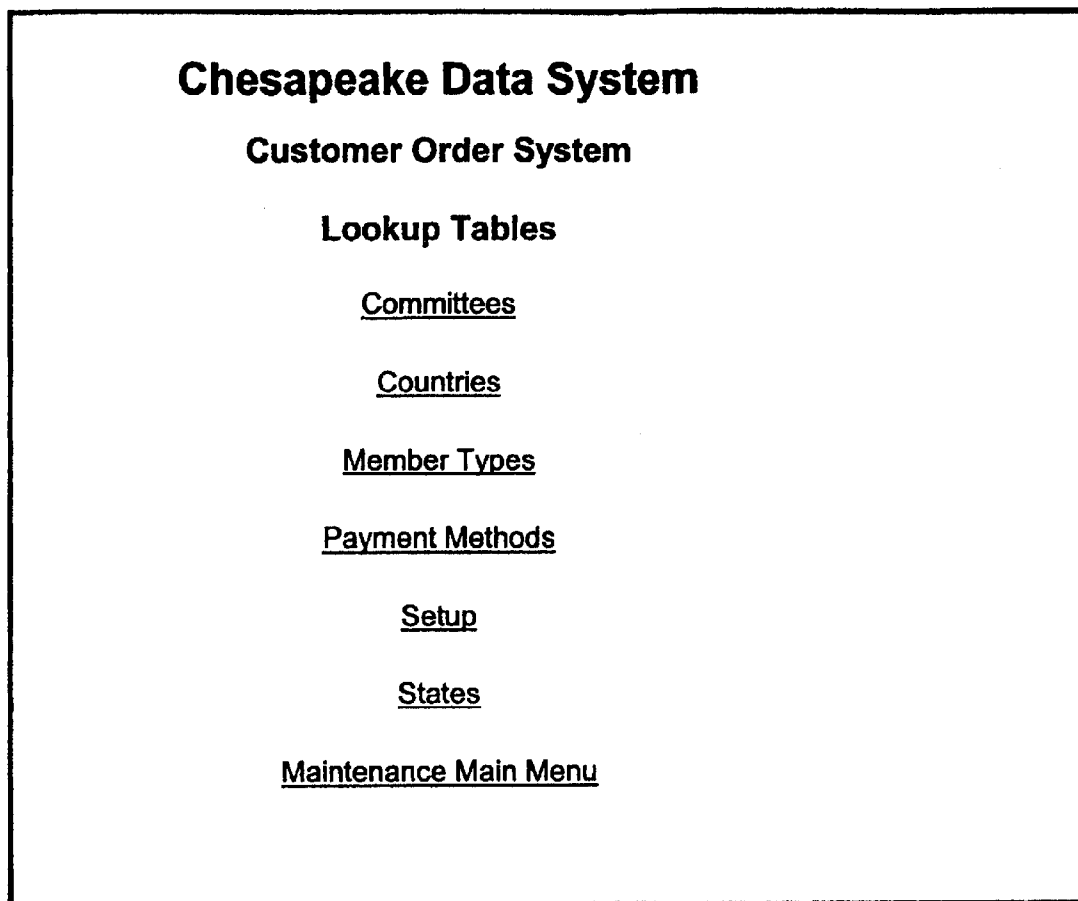 Chesapeake Data System
Customer Order System
Lookup Tables
Committees
Countries
Member Types
Payment Methods
Setup
States
Maintenance Main Menu